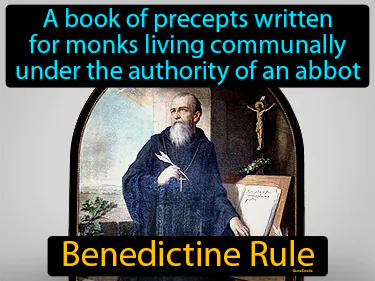 A book of precepts written
for monks living communally
under the authority of an abbot
Benedictine Rule